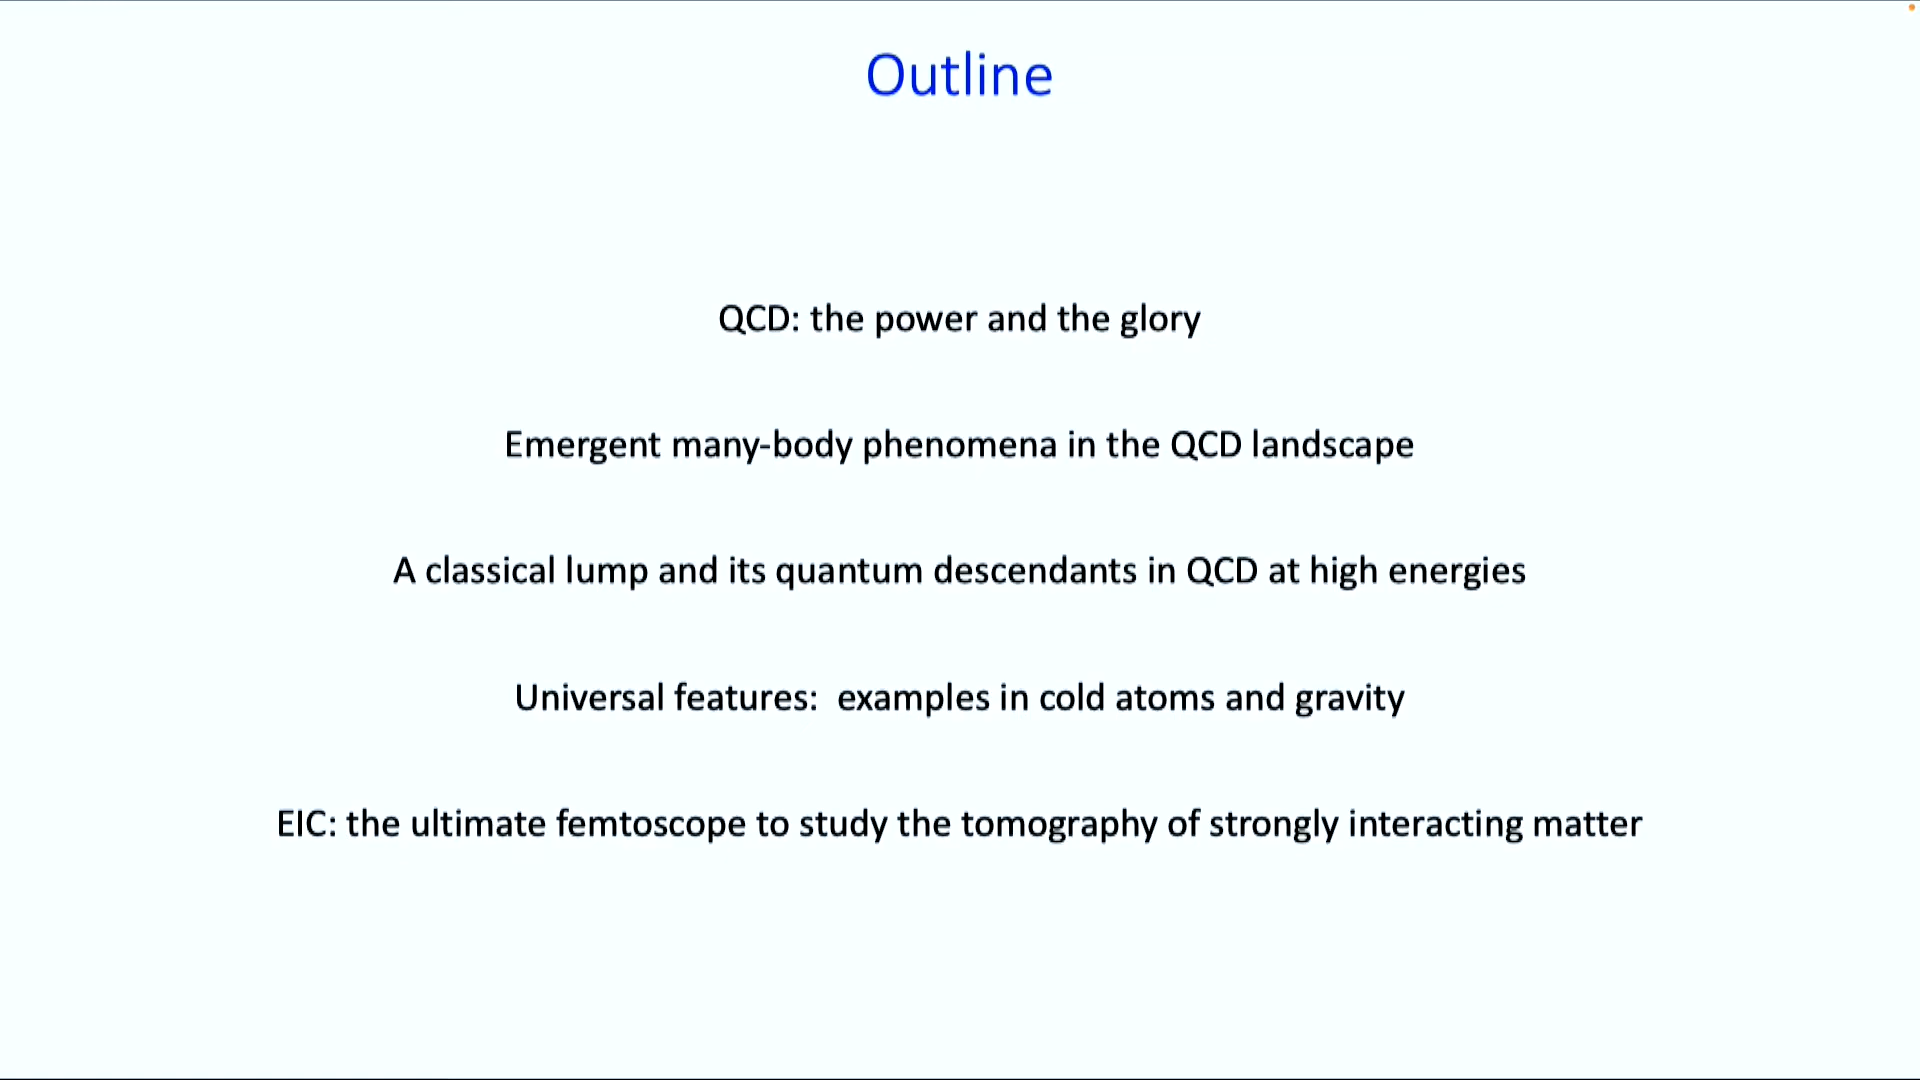 Outline
QCD: the power and the glory
Emergent many-body phenomena in the QCD landscape
A classical lump and its quantum descendants in QCD at high energies
Universal features:  examples in cold atoms and gravity
EIC: the ultimate femtoscope to study the tomography of strongly interacting matter